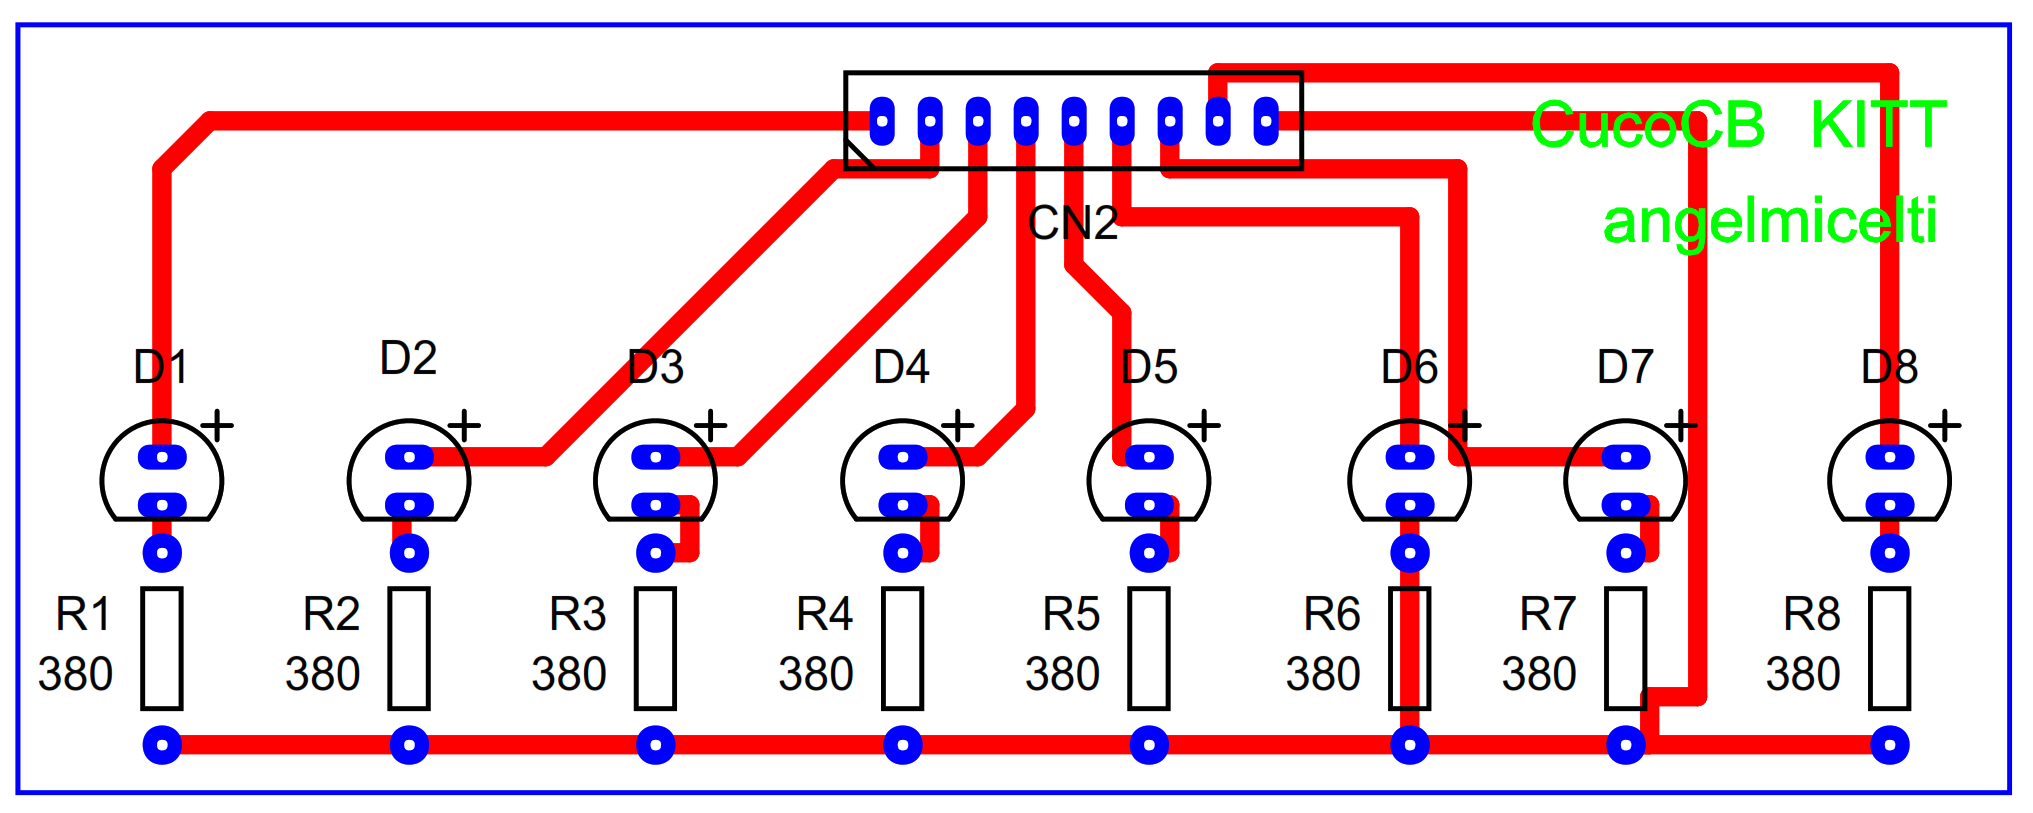 CucoCB KITT
angelmicelti
CN2
D1 D2 D3 D4 D5 D6 D7 D8
+ + + + + + + +
R1 R2 R3 R4 R5 R6 R7 R8
380 380 380 380 380 380 380 380